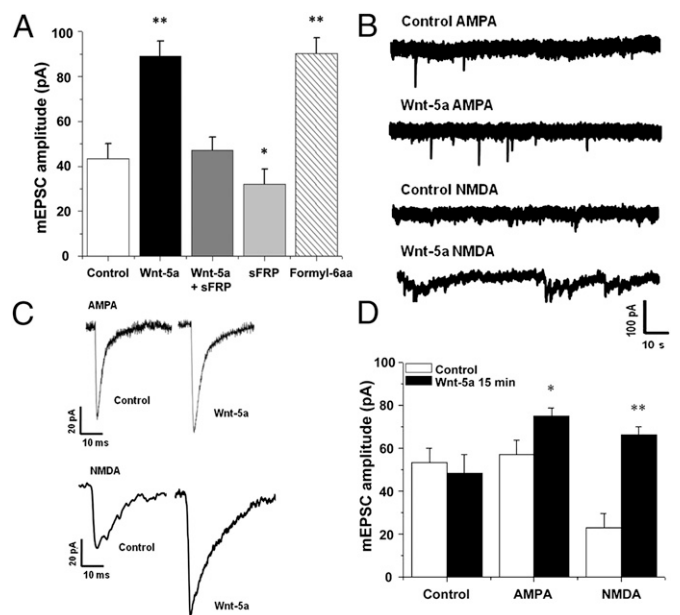 A
mEPSC amplitude (pA)
100
80
60
40
20
0
**
**
*
Control
Wnt-5a
Wnt-5a
+ sFRP
sFRP
Formyl-6aa
B
Control AMPA
Wnt-5a AMPA
Control NMDA
Wnt-5a NMDA
100 pA
10 s
C
AMPA
Control
Wnt-5a
20 pA
10 ms
NMDA
Control
Wnt-5a
20 pA
10 ms
D
mEPSC amplitude (pA)
100
80
60
40
20
0
Control
Wnt-5a 15 min
*
**
Control
AMPA
NMDA